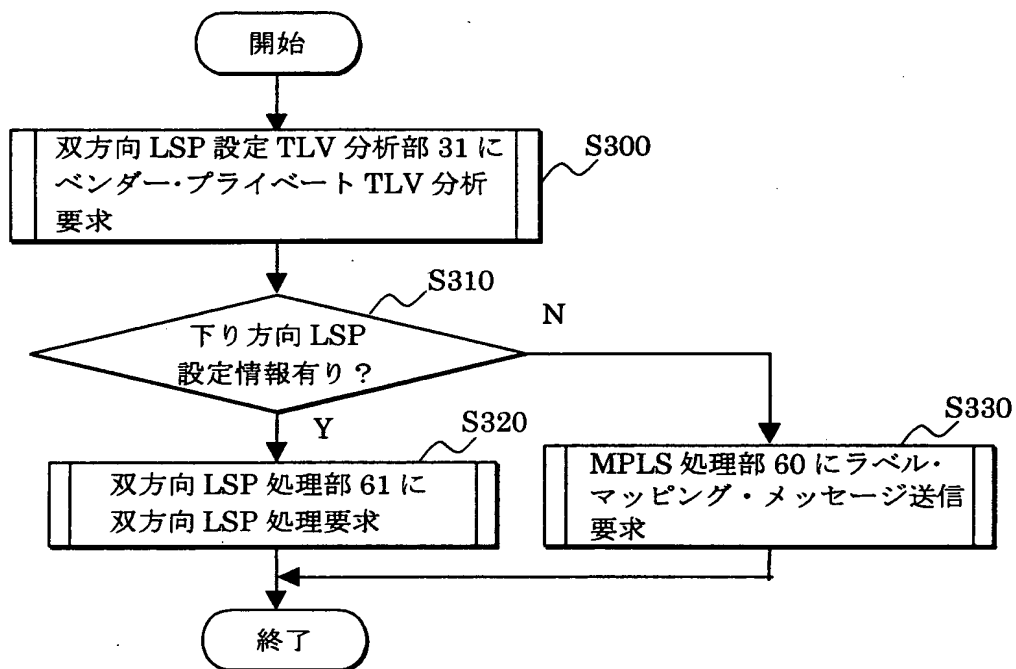 開始
双方向 LSP 設定 TLV 分析部 31 に
ベンダー・プライベート TLV 分析
要求
S300
S310
下り方向 LSP
設定情報有り？
N
Y
S320
双方向 LSP 処理部 61 に
双方向 LSP 処理要求
S330
MPLS 処理部 60 にラベル・
マッピング・メッセージ送信
要求
終了